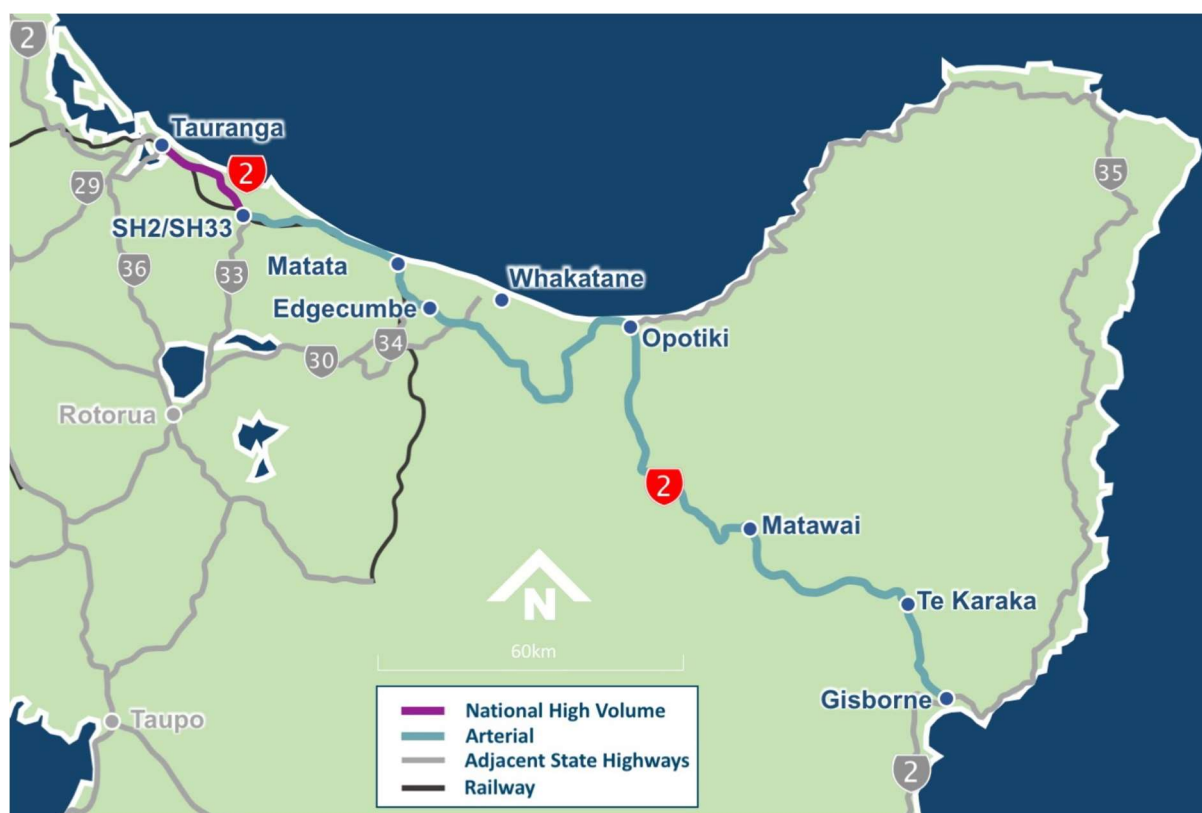 2
Tauranga
2
29
35
SH2/SH33
36
33
Matata
Whakatane
Edgecumbe
Opotiki
34
30
Rotorua
2
Matawai
N
60km
Te Karaka
Gisborne
Taupo
National High Volume
Arterial
Adjacent State Highways
Railway
2